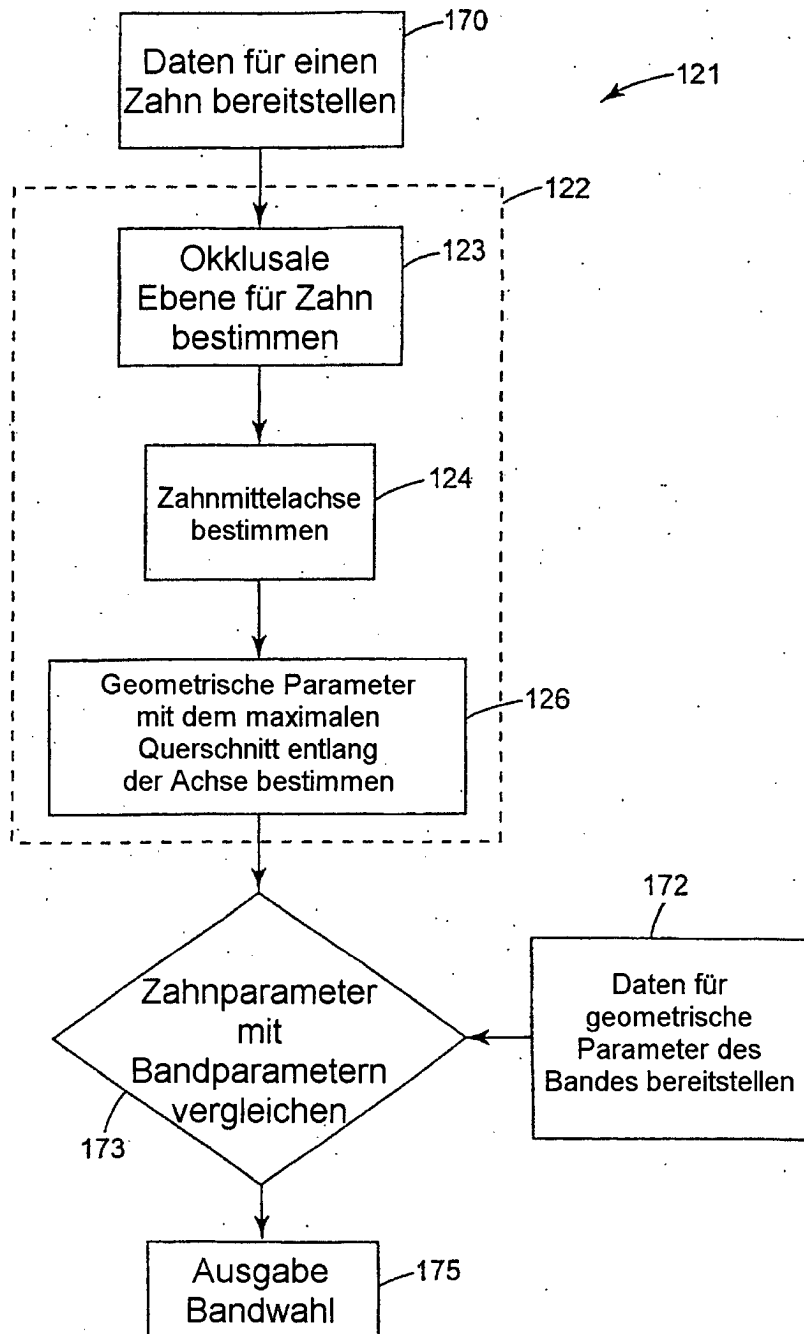 170
Daten für einen
Zahn bereitstellen
121
122
Okklusale
Ebene für Zahn
bestimmen
123
Zahnmittelachse
bestimmen
124
Geometrische Parameter
mit dem maximalen
Querschnitt entlang
der Achse bestimmen
126
172
Zahnparameter
mit
Bandparametern
vergleichen
173
Daten für
geometrische
Parameter des
Bandes bereitstellen
Ausgabe
Bandwahl
175